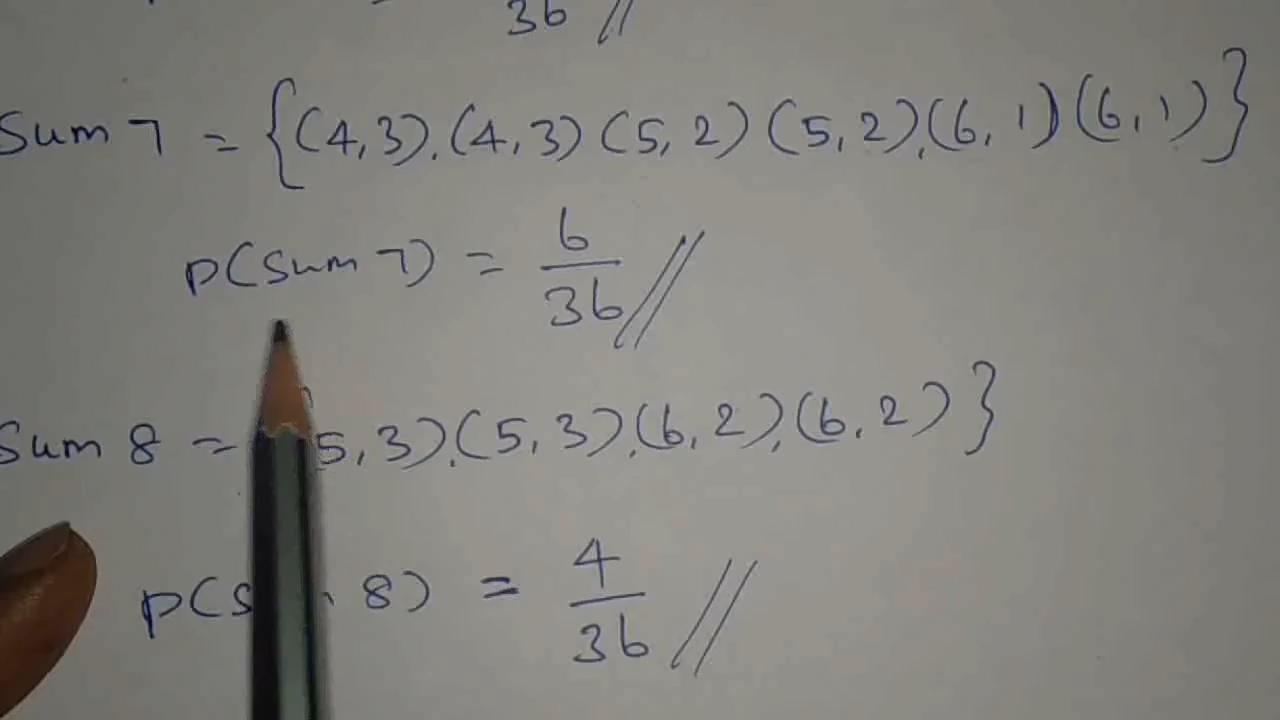 36 //
Sum 7 = {(4,3),(4,3)(5,2)(5,2),(6,1)(6,1)}
P(Sum 7) = 6/36 //
Sum 8 = 5,3),(5,3),(6,2),(6,2)}
P(S 8) = 4/36 //